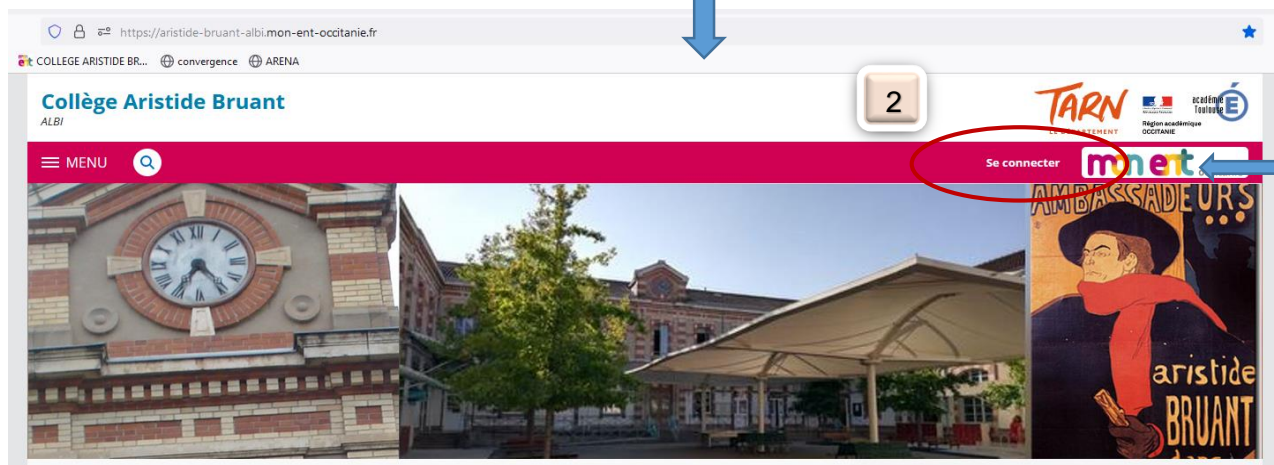 https://aristide-bruant-albi.mon-ent-occitanie.fr
COLLEGE ARISTIDE BR... convergence ARENA
Collège Aristide Bruant
ALBI
2
TARN
LE DÉPARTEMENT
Région académique
OCCITANIE
académie
Toulouse
MENU
Se connecter
mon ent
AMBASSADEURS
aristide
BRUANT
dans